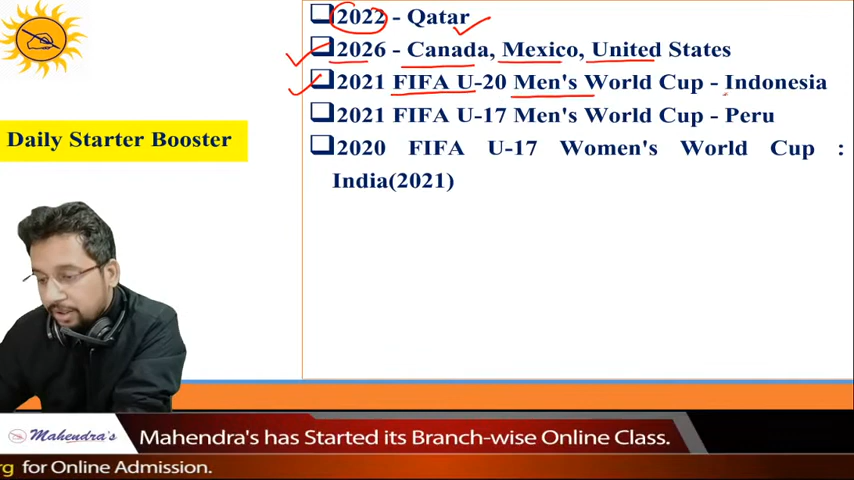 2022 - Qatar
2026 - Canada, Mexico, United States
2021 FIFA U-20 Men's World Cup - Indonesia
2021 FIFA U-17 Men's World Cup - Peru
2020 FIFA U-17 Women's World Cup :
India(2021)
Daily Starter Booster
Mahendra's
Mahendra's has Started its Branch-wise Online Class.
rg for Online Admission.